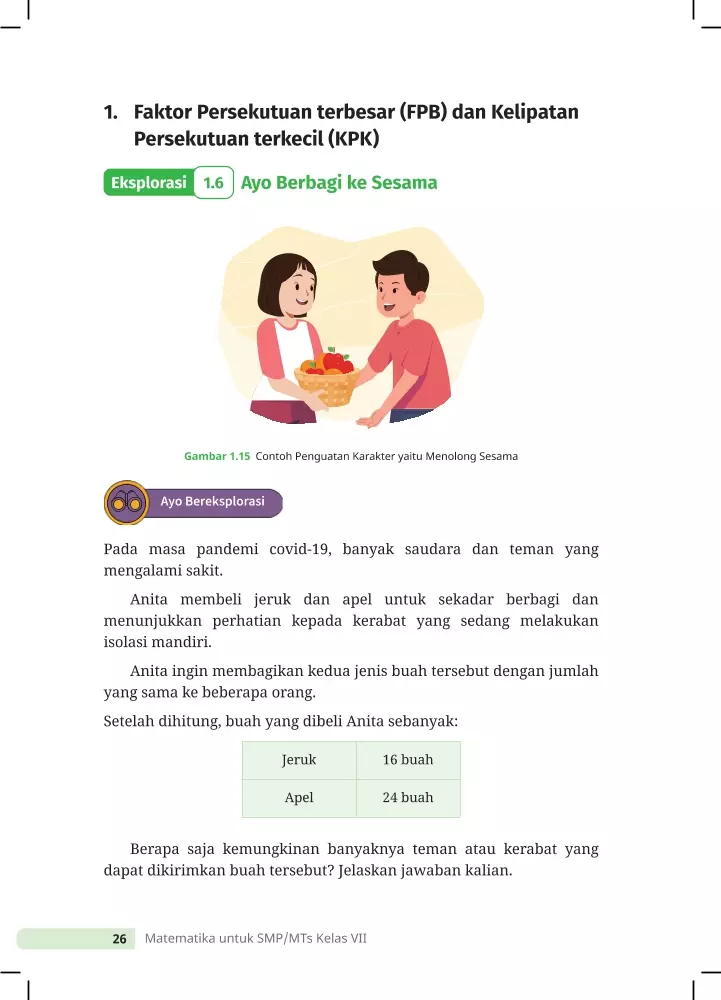 1. Faktor Persekutuan terbesar (FPB) dan Kelipatan
Persekutuan terkecil (KPK)
Eksplorasi 1.6 Ayo Berbagi ke Sesama
Gambar 1.15 Contoh Penguatan Karakter yaitu Menolong Sesama
Ayo Bereksplorasi
Pada masa pandemi covid-19, banyak saudara dan teman yang
mengalami sakit.
Anita membeli jeruk dan apel untuk sekadar berbagi dan
menunjukkan perhatian kepada kerabat yang sedang melakukan
isolasi mandiri.
Anita ingin membagikan kedua jenis buah tersebut dengan jumlah
yang sama ke beberapa orang.
Setelah dihitung, buah yang dibeli Anita sebanyak:
Jeruk 16 buah
Apel 24 buah
Berapa saja kemungkinan banyaknya teman atau kerabat yang
dapat dikirimkan buah tersebut? Jelaskan jawaban kalian.
26 Matematika untuk SMP/MTs Kelas VII